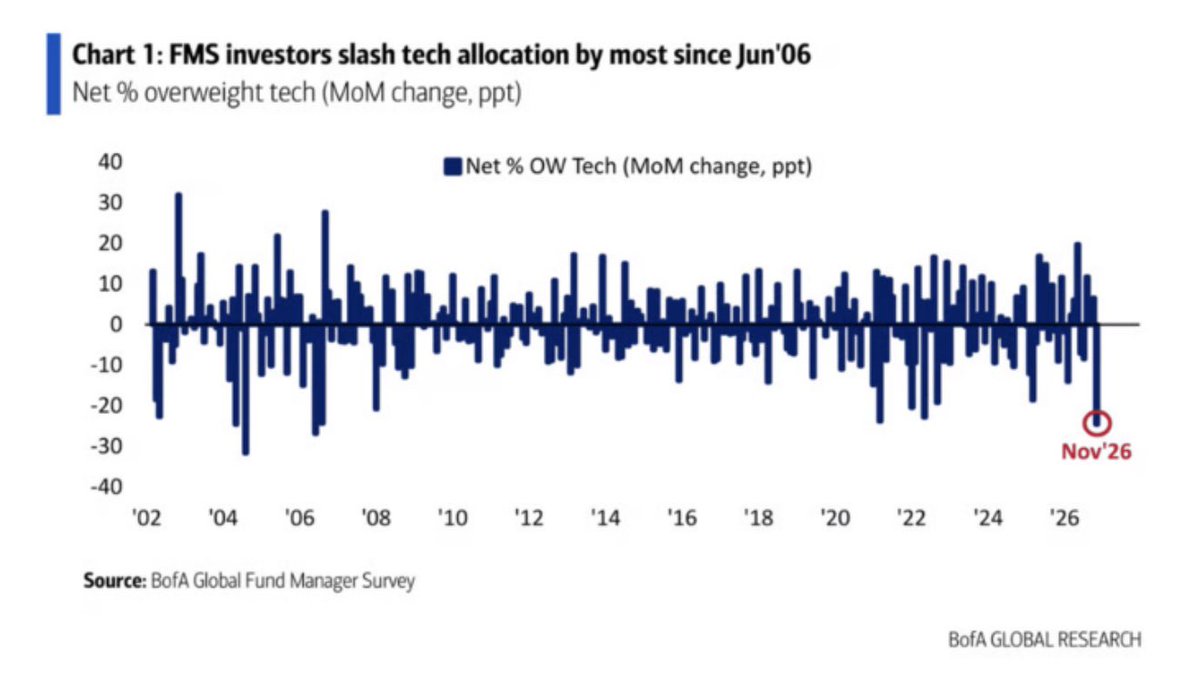 Chart 1: FMS investors slash tech allocation by most since Jun'06
Net % overweight tech (MoM change, ppt)
Net % OW Tech (MoM change, ppt)
40
30
20
10
0
-10
-20
-30
-40
Nov'26
'02 '04 '06 '08 '10 '12 '14 '16 '18 '20 '22 '24 '26
Source: BofA Global Fund Manager Survey
BofA GLOBAL RESEARCH